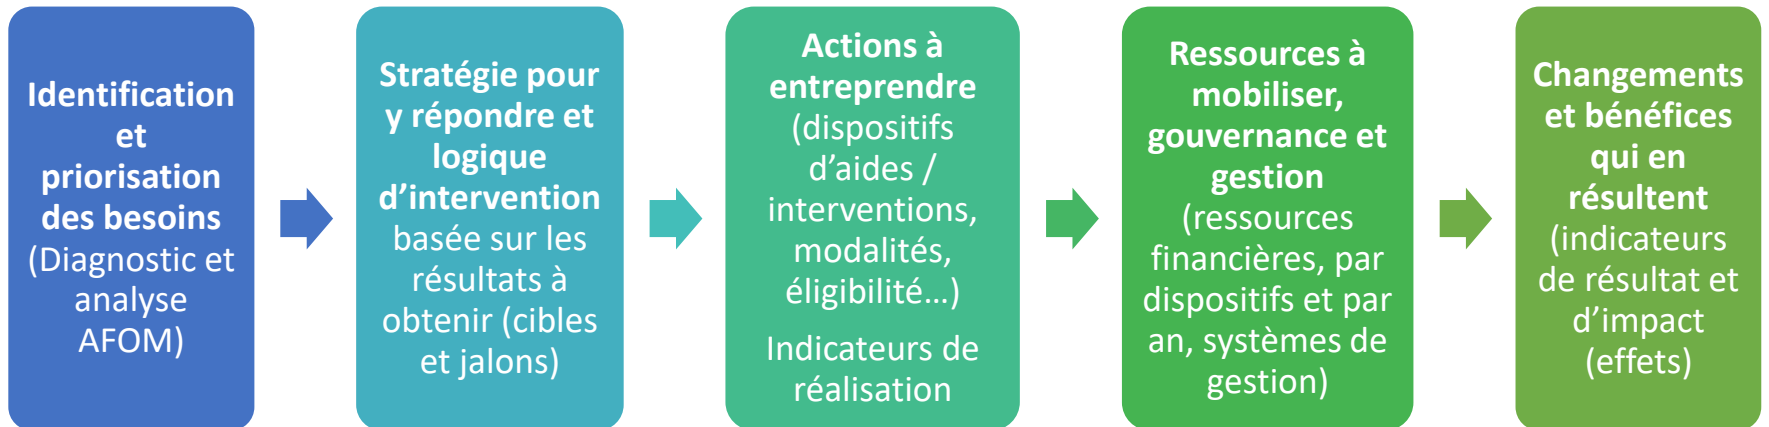 Identification
et
priorisation
des besoins
(Diagnostic et
analyse
AFOM)
Stratégie pour
y répondre et
logique
d’intervention
basée sur les
résultats à
obtenir (cibles
et jalons)
Actions à
entreprendre
(dispositifs
d’aides /
interventions,
modalités,
éligibilité…)
Indicateurs de
réalisation
Ressources à
mobiliser,
gouvernance et
gestion
(ressources
financières, par
dispositifs et par
an, systèmes de
gestion)
Changements
et bénéfices
qui en
résultent
(indicateurs
de résultat et
d’impact
(effets)